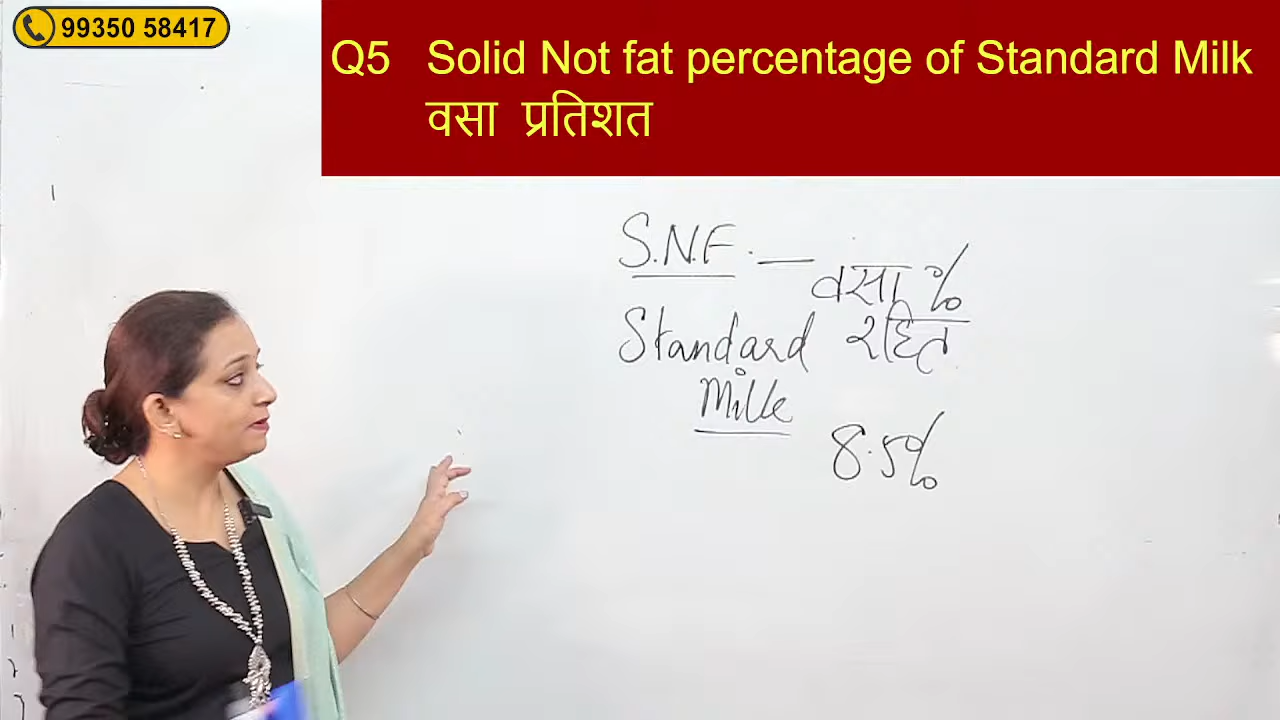 99350 58417
Q5 Solid Not fat percentage of Standard Milk
वसा प्रतिशत
S.N.F. — वसा %
Standard रहित
Milk
8.5%